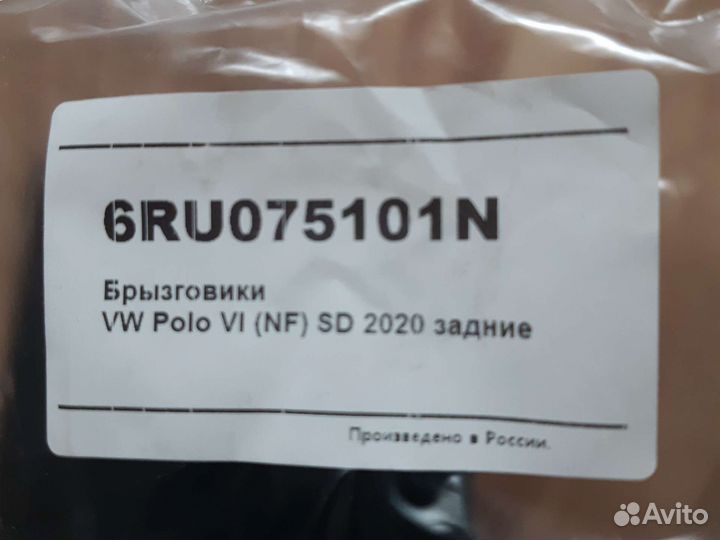 6RU075101N
Брызговики
VW Polo VI (NF) SD 2020 задние
Произведено в России.
Avito